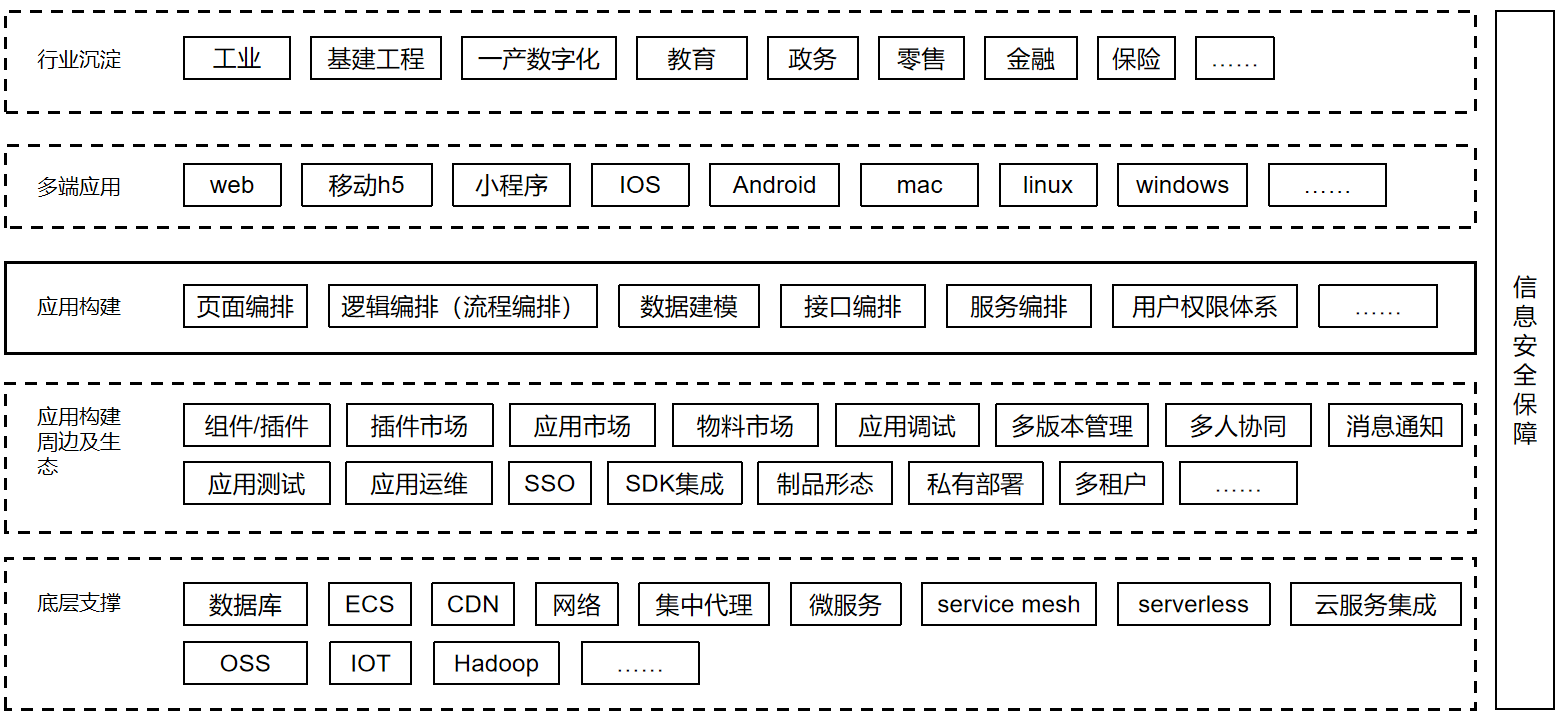 行业沉淀 工业 基建工程 一产数字化 教育 政务 零售 金融 保险 ……
多端应用 web 移动h5 小程序 IOS Android mac linux windows ……
应用构建 页面编排 逻辑编排（流程编排） 数据建模 接口编排 服务编排 用户权限体系 ……
应用构建
周边及生
态
组件/插件 插件市场 应用市场 物料市场 应用调试 多版本管理 多人协同 消息通知
应用测试 应用运维 SSO SDK集成 制品形态 私有部署 多租户 ……
底层支撑 数据库 ECS CDN 网络 集中代理 微服务 service mesh serverless 云服务集成
OSS IOT Hadoop ……
信息安全保障